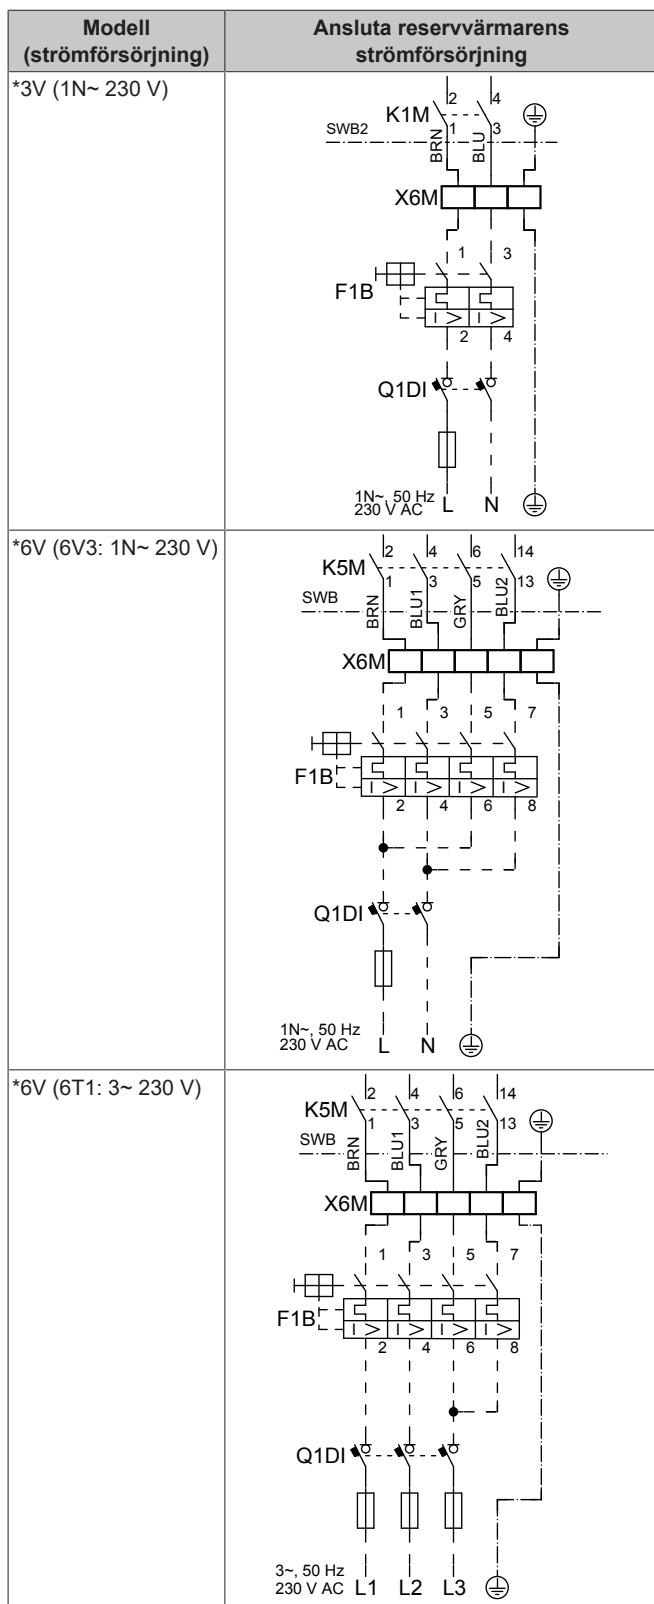 Modell
(strömförsörjning)
Ansluta reservvärmarens
strömförsörjning
*3V (1N~ 230 V)
2 4
K1M
1 3
SWB2
BRN BLU
X6M
1 3
F1B
I > I >
2 4
Q1DI
1N~, 50 Hz
230 V AC
L N
*6V (6V3: 1N~ 230 V)
2 4 6 14
K5M
1 3 5 13
SWB
BRN BLU1 GRY BLU2
X6M
1 3 5 7
F1B
I > I > I > I >
2 4 6 8
Q1DI
1N~, 50 Hz
230 V AC
L N
*6V (6T1: 3~ 230 V)
2 4 6 14
K5M
1 3 5 13
SWB
BRN BLU1 GRY BLU2
X6M
1 3 5 7
F1B
I > I > I > I >
2 4 6 8
Q1DI
3~, 50 Hz
230 V AC
L1 L2 L3